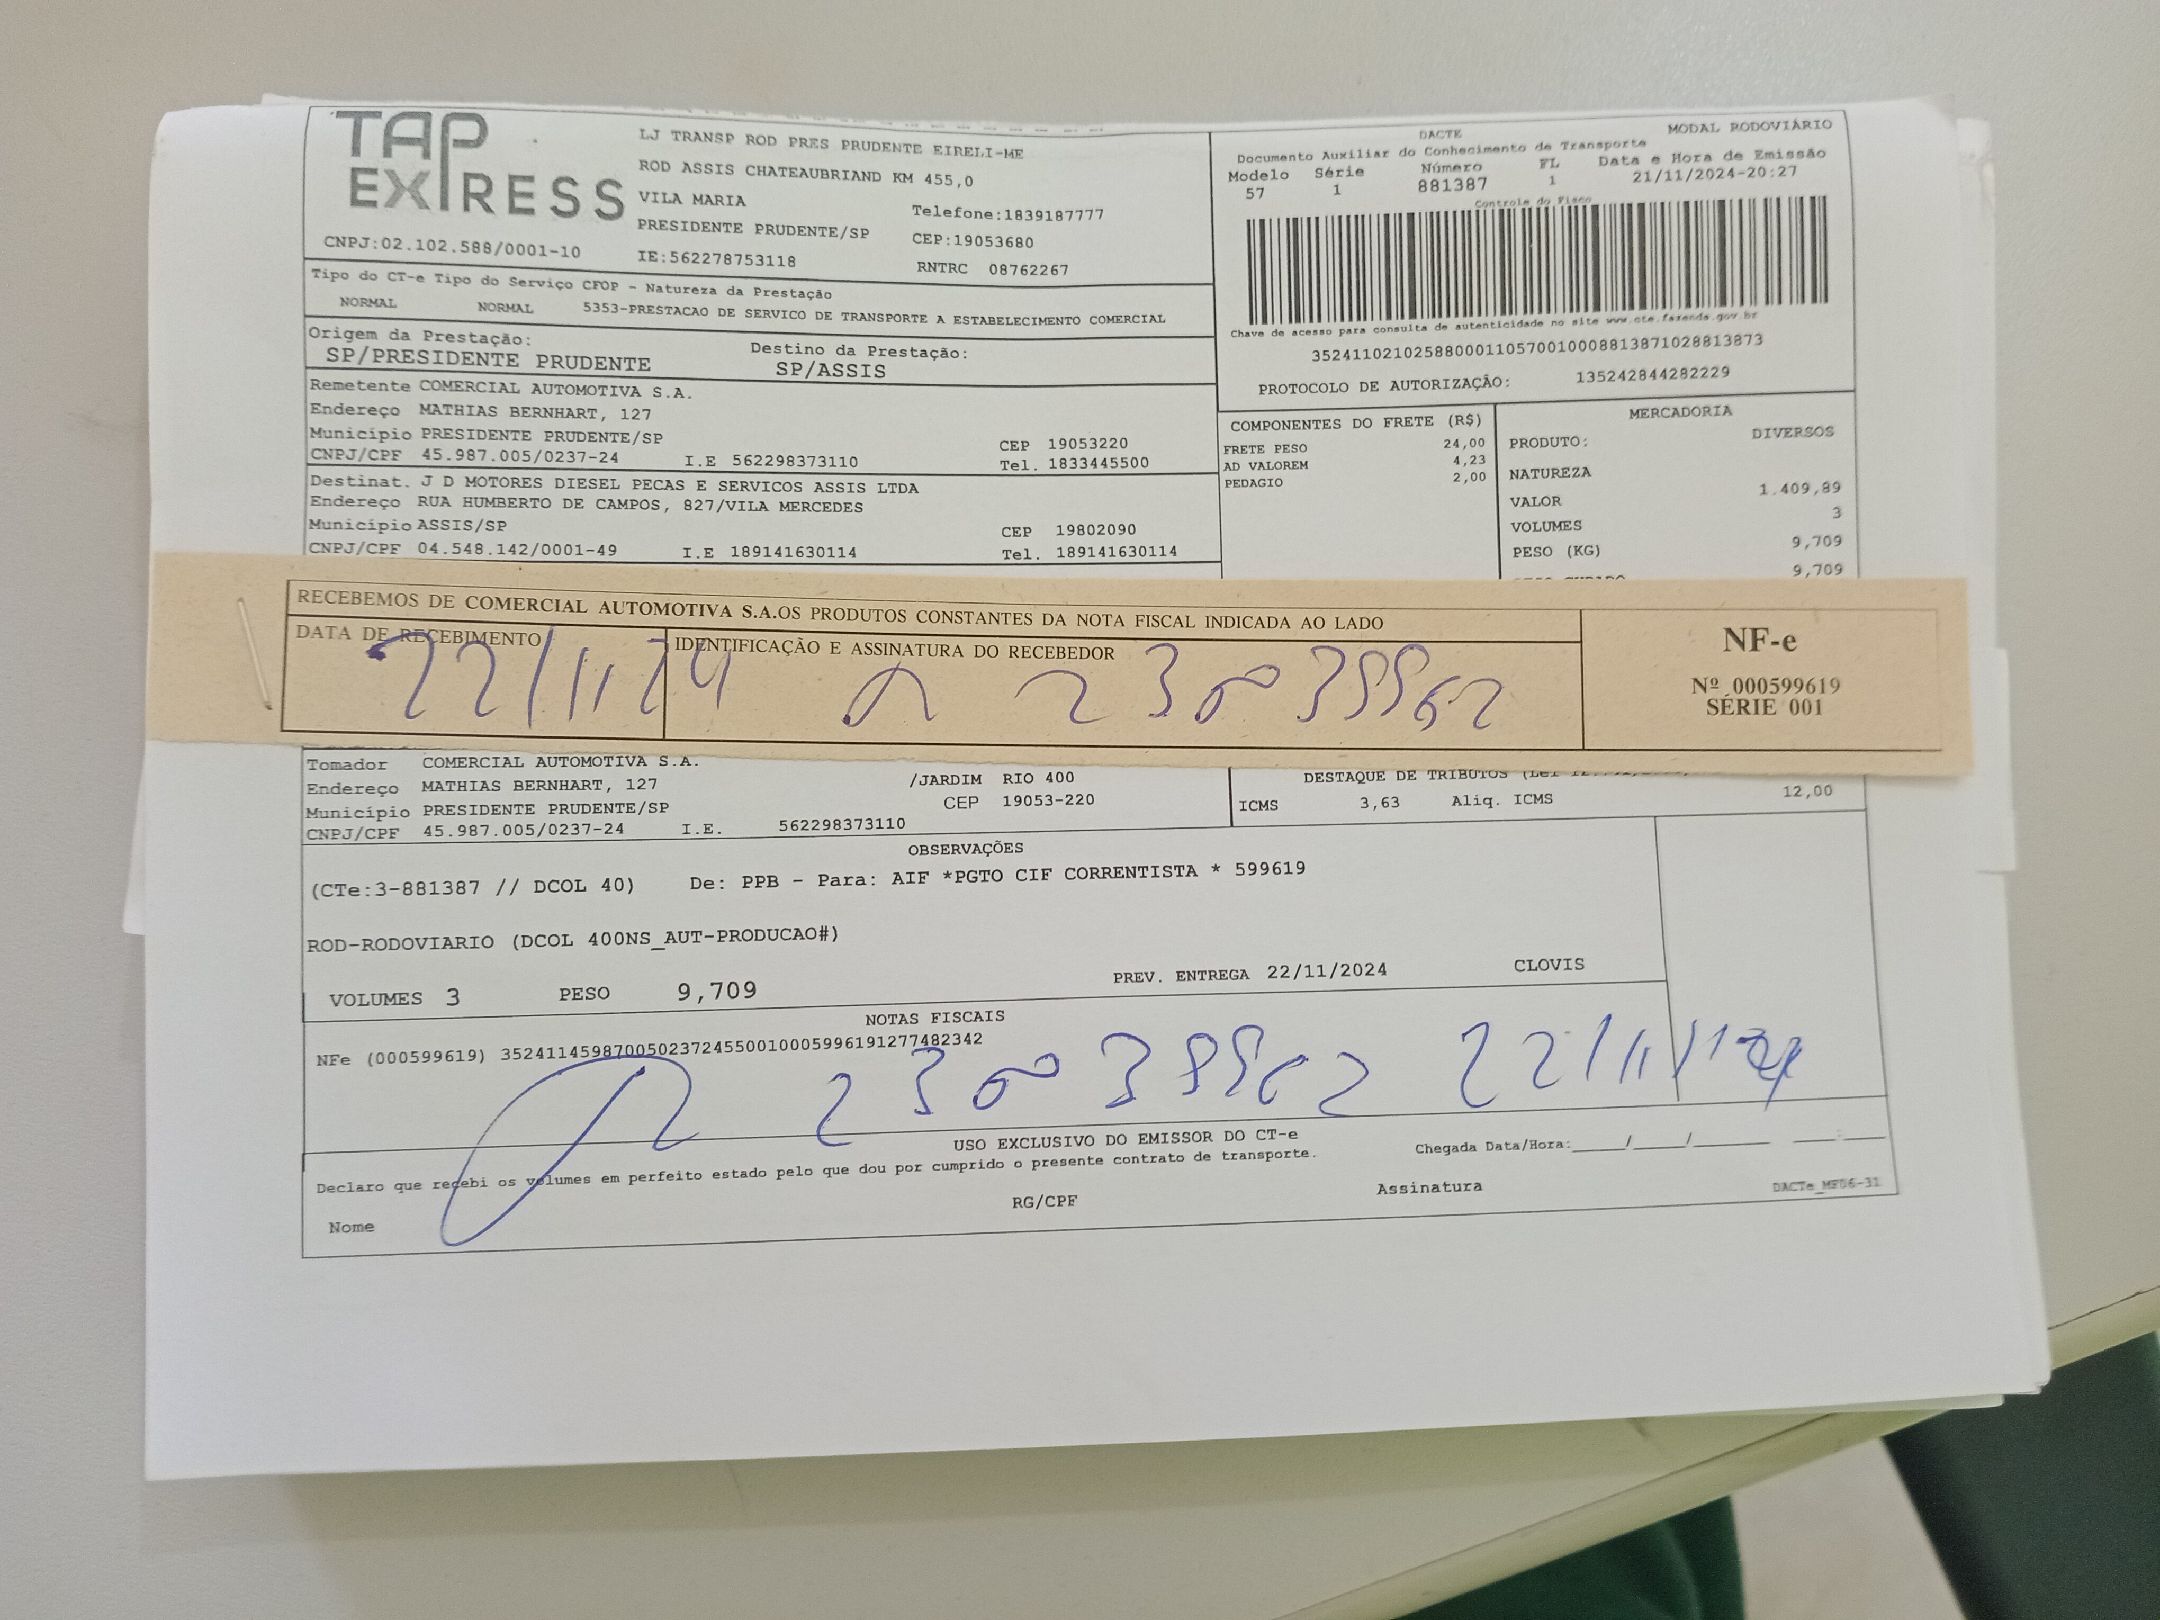 TAP EXPRESS
LJ TRANSP ROD PRES PRUDENTE EIRELI-ME
ROD ASSIS CHATEAUBRIAND KM 455,0
VILA MARIA
Telefone:1839187777
PRESIDENTE PRUDENTE/SP
CEP:19053680
CNPJ:02.102.588/0001-10
IE:562278753118
RNTRC 08762267
DACTE
MODAL RODOVIÁRIO
Documento Auxiliar do Conhecimento de Transporte
Modelo Série Número FL Data e Hora de Emissão
57 1 881387 1 21/11/2024-20:27
Controle do Fisco
Chave de acesso para consulta de autenticidade no site www.cte.fazenda.gov.br
35241102102588000110570010008813871028813873
PROTOCOLO DE AUTORIZAÇÃO: 135242844282229
Tipo do CT-e Tipo do Serviço CFOP - Natureza da Prestação
NORMAL NORMAL 5353-PRESTACAO DE SERVICO DE TRANSPORTE A ESTABELECIMENTO COMERCIAL
Origem da Prestação: Destino da Prestação:
SP/PRESIDENTE PRUDENTE SP/ASSIS
Remetente COMERCIAL AUTOMOTIVA S.A.
Endereço MATHIAS BERNHART, 127
Município PRESIDENTE PRUDENTE/SP CEP 19053220
CNPJ/CPF 45.987.005/0237-24 I.E 562298373110 Tel. 1833445500
Destinat. J D MOTORES DIESEL PECAS E SERVICOS ASSIS LTDA
Endereço RUA HUMBERTO DE CAMPOS, 827/VILA MERCEDES
Município ASSIS/SP CEP 19802090
CNPJ/CPF 04.548.142/0001-49 I.E 189141630114 Tel. 189141630114
COMPONENTES DO FRETE (R$)
FRETE PESO 24,00
AD VALOREM 4,23
PEDAGIO 2,00
MERCADORIA
PRODUTO: DIVERSOS
NATUREZA
VALOR 1.409,89
VOLUMES 3
PESO (KG) 9,709
9,709
RECEBEMOS DE COMERCIAL AUTOMOTIVA S.A.OS PRODUTOS CONSTANTES DA NOTA FISCAL INDICADA AO LADO
DATA DE RECEBIMENTO
IDENTIFICAÇÃO E ASSINATURA DO RECEBEDOR
22/11/24
NF-e
Nº 000599619
SÉRIE 001
Tomador COMERCIAL AUTOMOTIVA S.A.
Endereço MATHIAS BERNHART, 127 /JARDIM RIO 400
Município PRESIDENTE PRUDENTE/SP CEP 19053-220
CNPJ/CPF 45.987.005/0237-24 I.E. 562298373110
DESTAQUE DE TRIBUTOS
ICMS 3,63 Aliq. ICMS 12,00
OBSERVAÇÕES
(CTe:3-881387 // DCOL 40) De: PPB - Para: AIF *PGTO CIF CORRENTISTA * 599619
ROD-RODOVIARIO (DCOL 400NS_AUT-PRODUCAO#)
VOLUMES 3 PESO 9,709 PREV. ENTREGA 22/11/2024 CLOVIS
NOTAS FISCAIS
NFe (000599619) 35241145987005023724550010005996191277482342
22/11/24
USO EXCLUSIVO DO EMISSOR DO CT-e
Declaro que recebi os volumes em perfeito estado pelo que dou por cumprido o presente contrato de transporte.
Chegada Data/Hora:____/____/______ ___:___
Nome RG/CPF Assinatura
DACTe_MF06-31